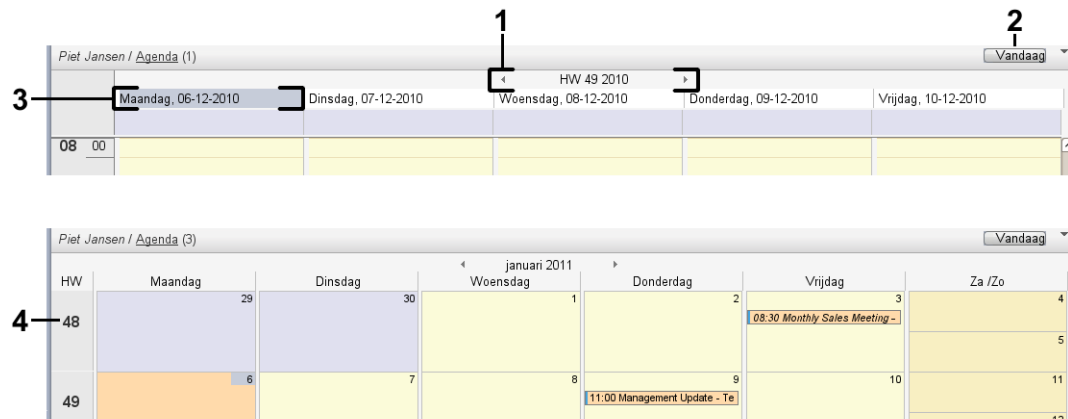 1 2
Piet Jansen / Agenda (1) Vandaag
HW 49 2010
3 Maandag, 06-12-2010 Dinsdag, 07-12-2010 Woensdag, 08-12-2010 Donderdag, 09-12-2010 Vrijdag, 10-12-2010
08 00
Piet Jansen / Agenda (3) Vandaag
januari 2011
HW Maandag Dinsdag Woensdag Donderdag Vrijdag Za /Zo
29 30 1 2 3 4
4 48 08:30 Monthly Sales Meeting -
5
6 7 8 9 10 11
49 11:00 Management Update - Te
12